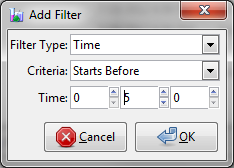 Add Filter
Filter Type: Time
Criteria: Starts Before
Time: 0 5 0
Cancel OK